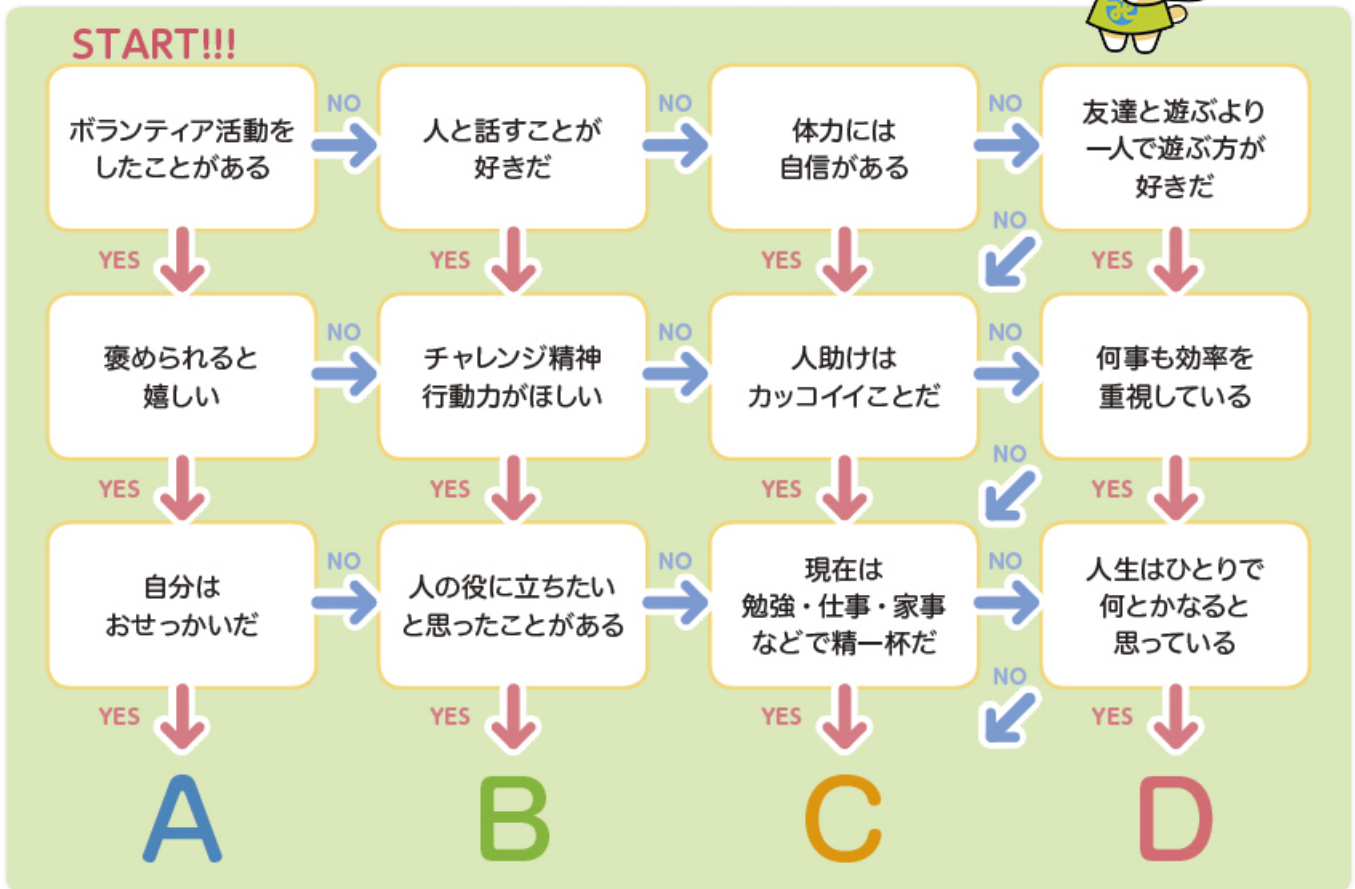 START!!!
ボランティア活動を
したことがある
NO
人と話すことが
好きだ
NO
体力には
自信がある
NO
友達と遊ぶより
一人で遊ぶ方が
好きだ
YES
YES
YES
NO
YES
褒められると
嬉しい
NO
チャレンジ精神
行動力がほしい
NO
人助けは
カッコイイことだ
NO
何事も効率を
重視している
YES
YES
YES
NO
YES
自分は
おせっかいだ
NO
人の役に立ちたい
と思ったことがある
NO
現在は
勉強・仕事・家事
などで精一杯だ
NO
人生はひとりで
何とかなると
思っている
YES
YES
YES
NO
YES
A
B
C
D